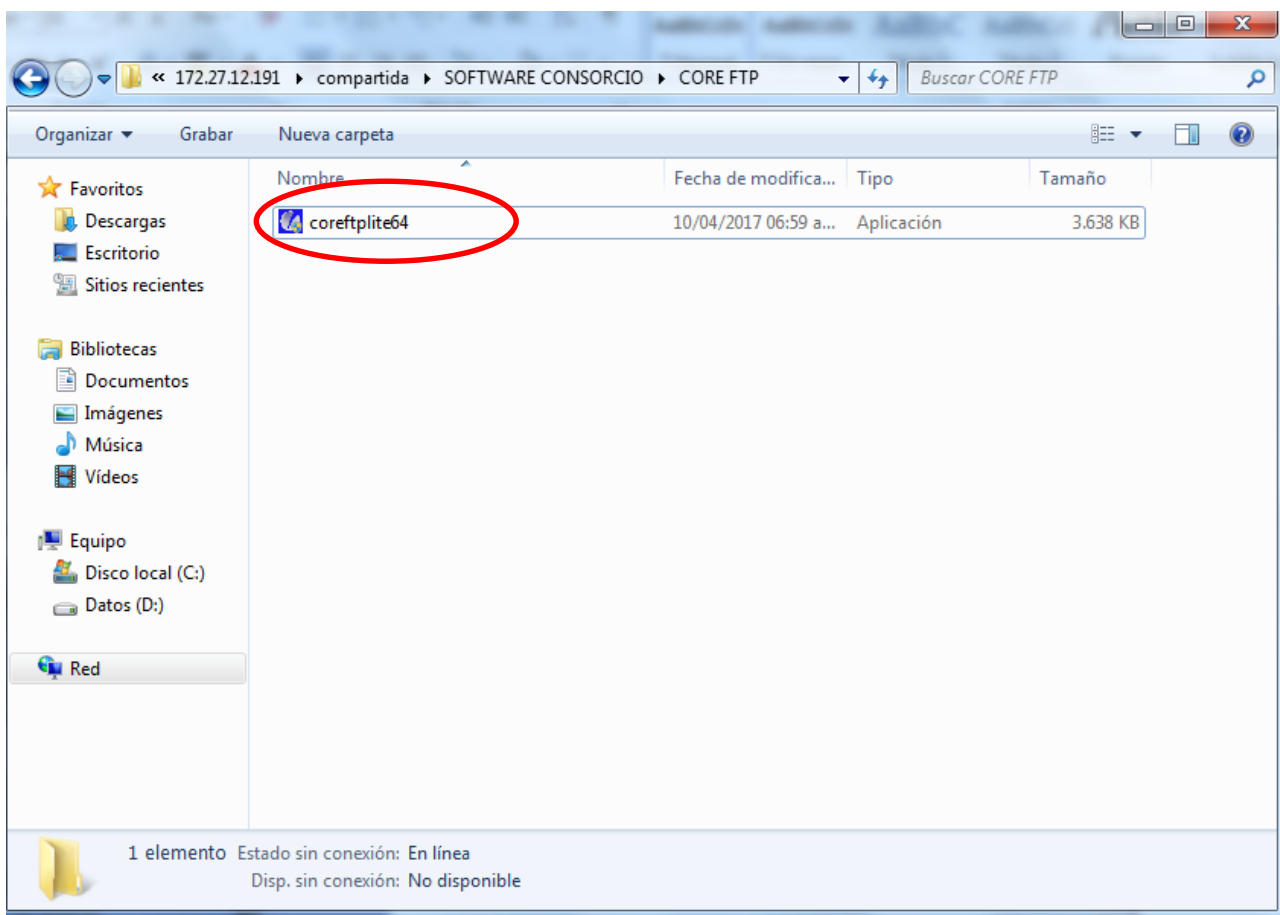 « 172.27.12.191 ▸ compartida ▸ SOFTWARE CONSORCIO ▸ CORE FTP
Buscar CORE FTP
Organizar Grabar Nueva carpeta
Nombre Fecha de modifica... Tipo Tamaño
coreftplite64 10/04/2017 06:59 a... Aplicación 3.638 KB
Favoritos
Descargas
Escritorio
Sitios recientes
Bibliotecas
Documentos
Imágenes
Música
Vídeos
Equipo
Disco local (C:)
Datos (D:)
Red
1 elemento Estado sin conexión: En línea
Disp. sin conexión: No disponible